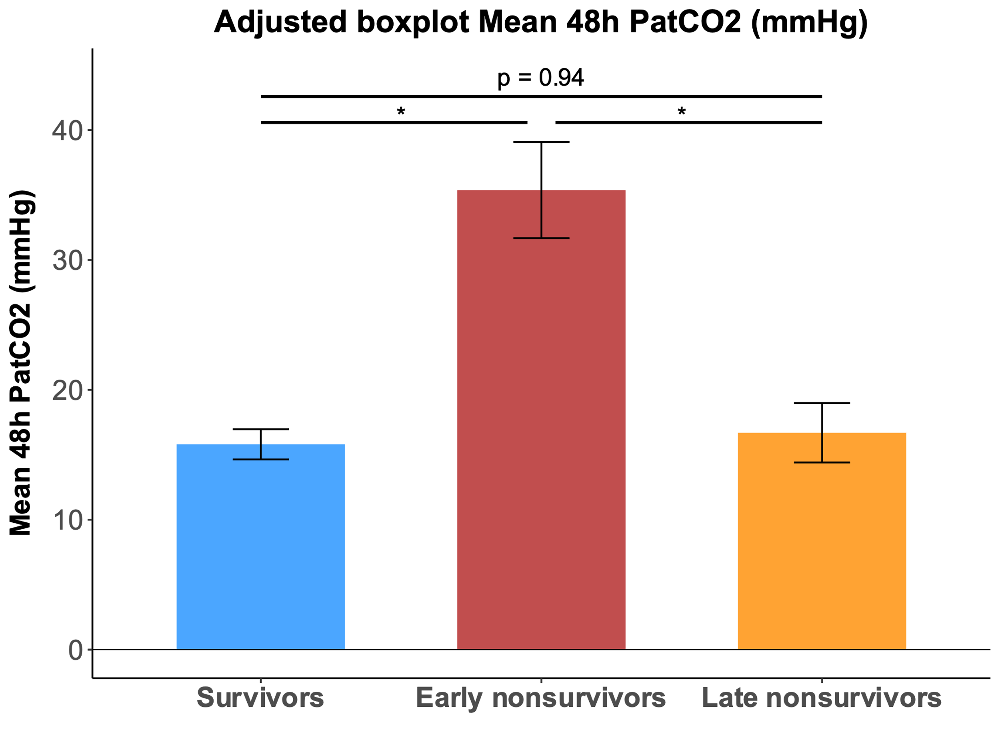 Adjusted boxplot Mean 48h PatCO2 (mmHg)
p = 0.94
* *
Mean 48h PatCO2 (mmHg)
40
30
20
10
0
Survivors Early nonsurvivors Late nonsurvivors